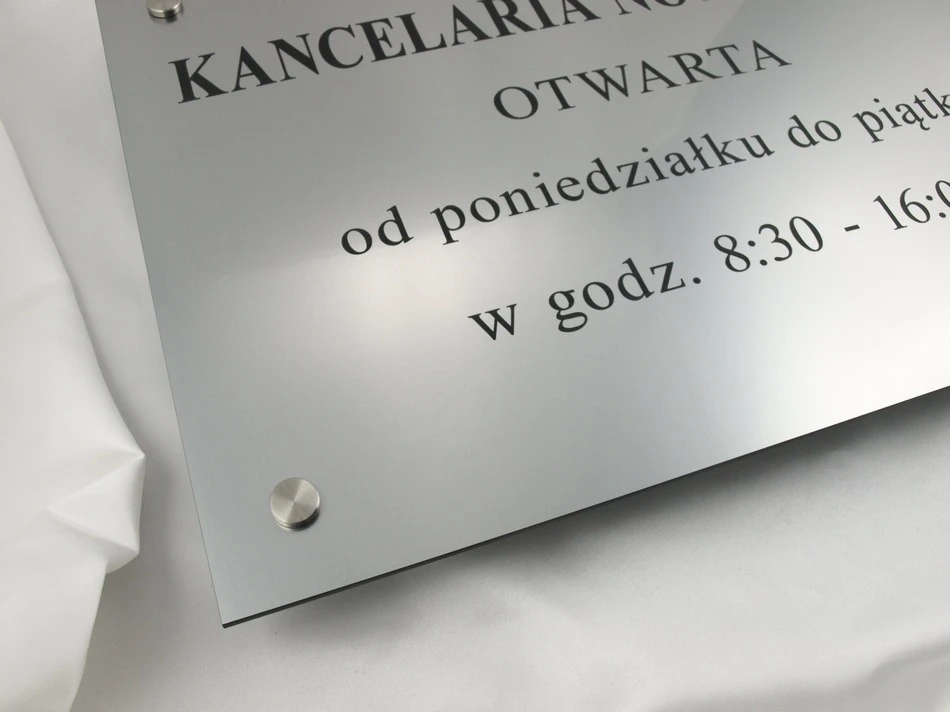 KANCELARIA
OTWARTA
od poniedziałku do
w godz. 8:30 -